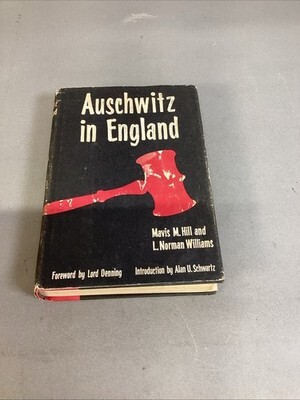 Auschwitz
in England
Mavis M. Hill and
L. Norman Williams
Foreword by Lord Denning Introduction by Alan U. Schwartz